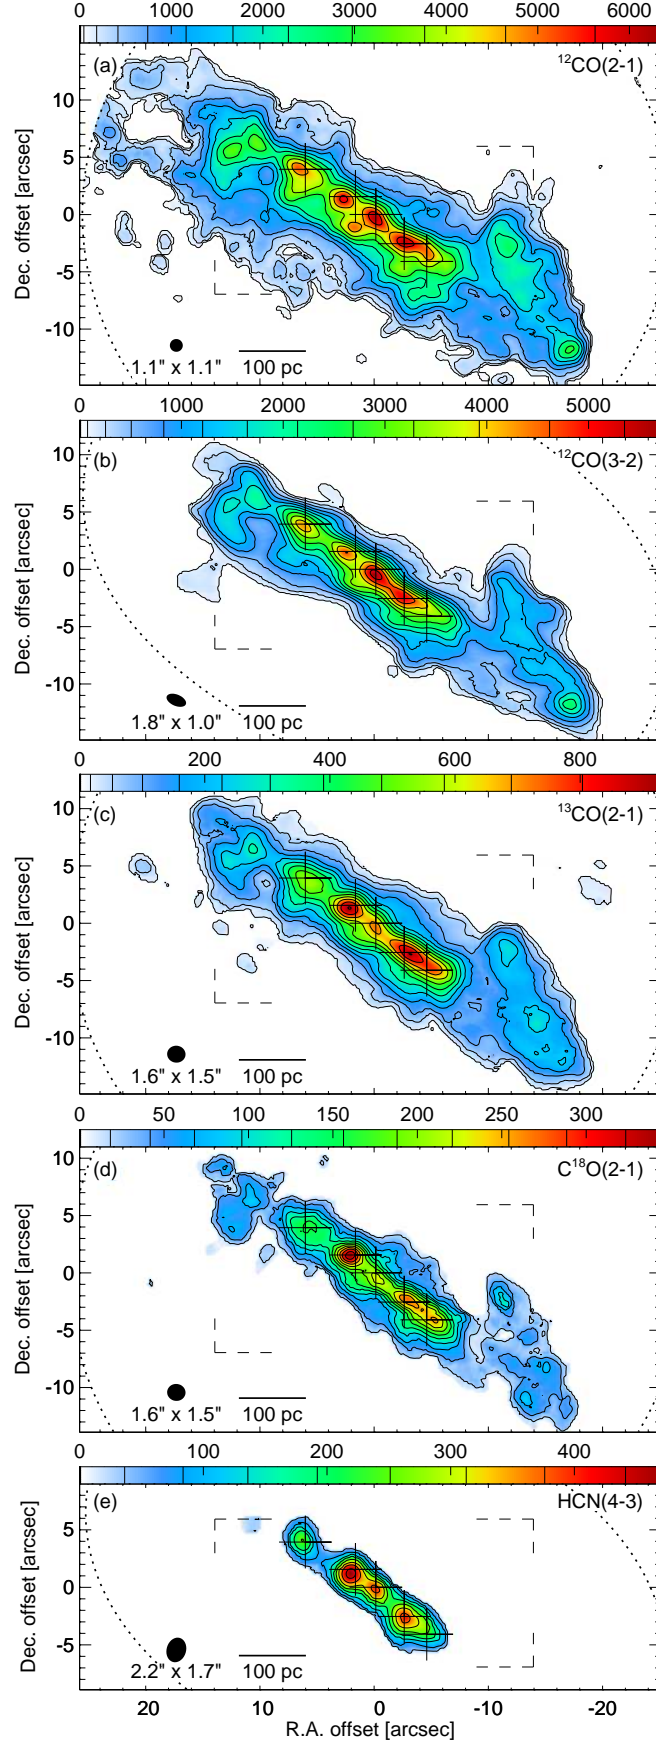 0 1000 2000 3000 4000 5000 6000
(a) ¹²CO(2-1)
10
5
0
-5
-10
Dec. offset [arcsec]
1.1" x 1.1" 100 pc
0 1000 2000 3000 4000 5000
(b) ¹²CO(3-2)
10
5
0
-5
-10
Dec. offset [arcsec]
1.8" x 1.0" 100 pc
0 200 400 600 800
(c) ¹³CO(2-1)
10
5
0
-5
-10
Dec. offset [arcsec]
1.6" x 1.5" 100 pc
0 50 100 150 200 250 300
(d) C¹⁸O(2-1)
10
5
0
-5
-10
Dec. offset [arcsec]
1.6" x 1.5" 100 pc
0 100 200 300 400
(e) HCN(4-3)
5
0
-5
Dec. offset [arcsec]
2.2" x 1.7" 100 pc
20 10 0 -10 -20
R.A. offset [arcsec]